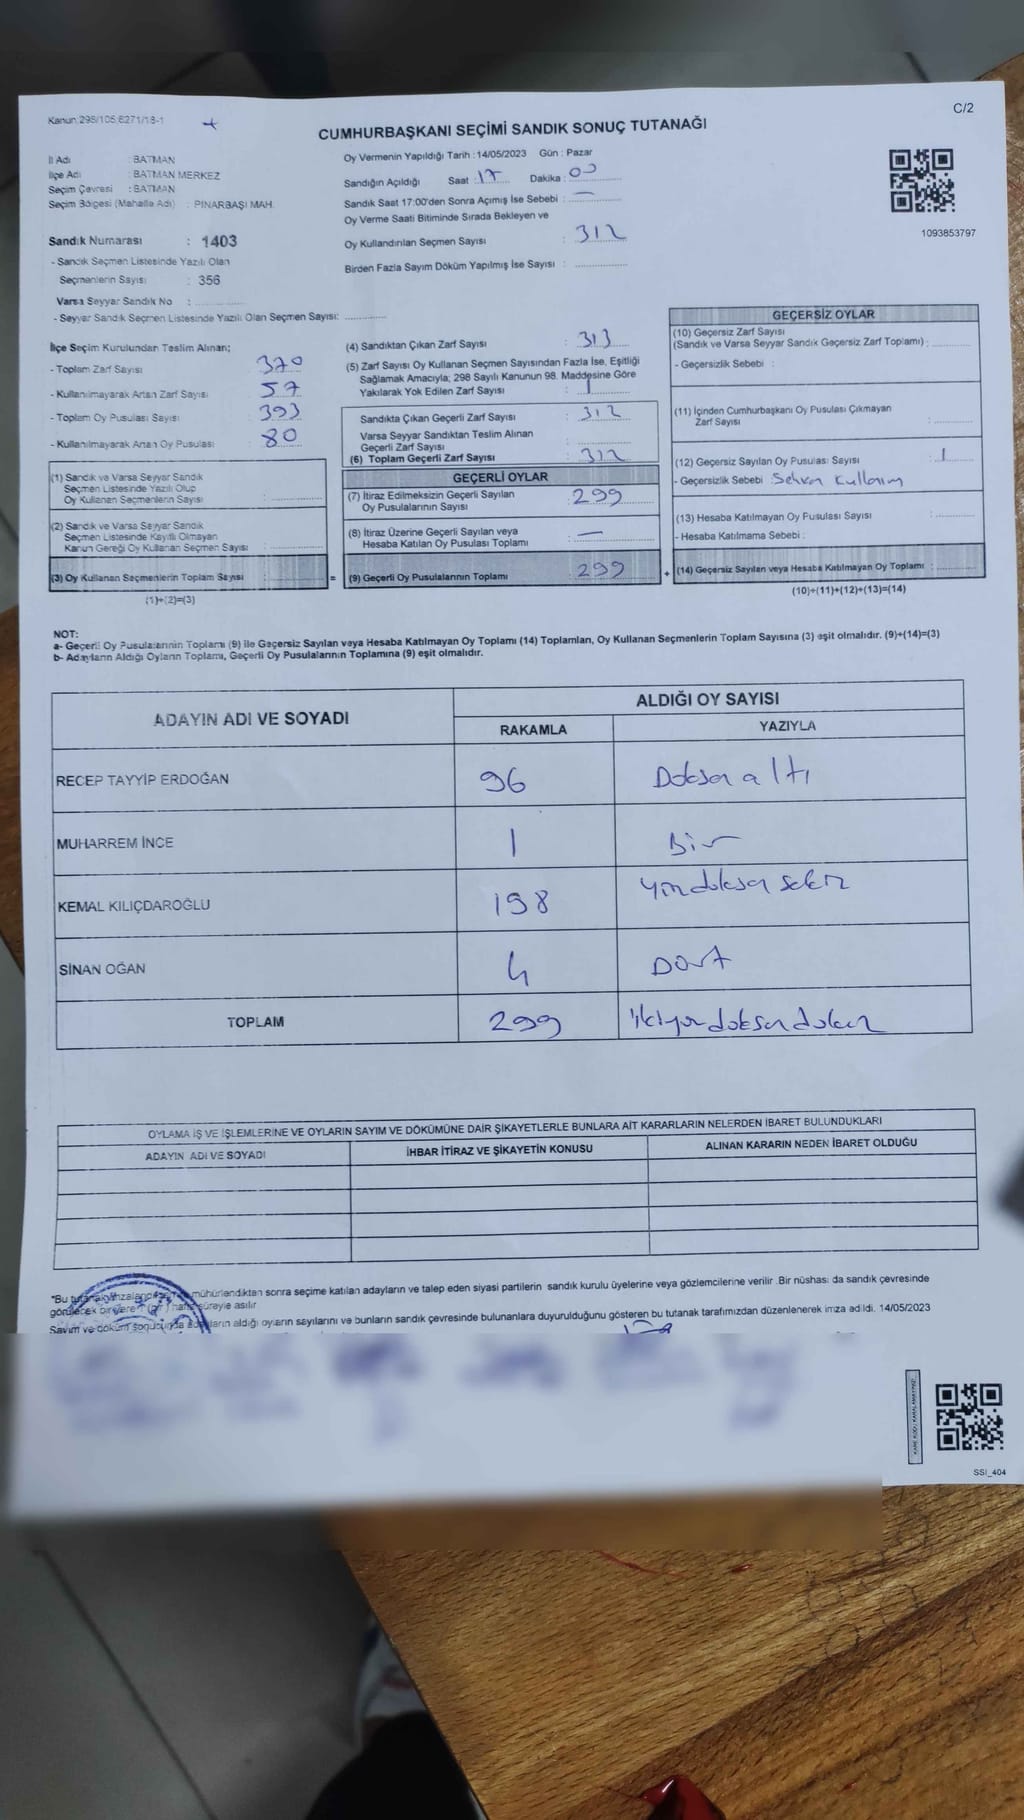 Kanun:298/105,6271/18-1
C/2
CUMHURBAŞKANI SEÇİMİ SANDIK SONUÇ TUTANAĞI
İl Adı : BATMAN
İlçe Adı : BATMAN MERKEZ
Seçim Çevresi : BATMAN
Seçim Bölgesi (Mahalle Adı) : PINARBAŞI MAH.
Sandık Numarası : 1403
- Sandık Seçmen Listesinde Yazılı Olan
Seçmenlerin Sayısı : 356
Varsa Seyyar Sandık No :
- Seyyar Sandık Seçmen Listesinde Yazılı Olan Seçmen Sayısı:
Oy Vermenin Yapıldığı Tarih : 14/05/2023 Gün : Pazar
Sandığın Açıldığı Saat : 17 Dakika : 00
Sandık Saat 17:00'den Sonra Açmış İse Sebebi : —
Oy Verme Saati Bitiminde Sırada Bekleyen ve
Oy Kullandırılan Seçmen Sayısı : 312
Birden Fazla Sayım Döküm Yapılmış İse Sayısı :
1093853797
İlçe Seçim Kurulundan Teslim Alınan;
- Toplam Zarf Sayısı : 370
- Kullanılmayarak Artan Zarf Sayısı : 57
- Toplam Oy Pusulası Sayısı : 393
- Kullanılmayarak Artan Oy Pusulası : 80
(1) Sandık ve Varsa Seyyar Sandık
Seçmen Listesinde Yazılı Olup
Oy Kullanan Seçmenlerin Sayısı :
(2) Sandık ve Varsa Seyyar Sandık
Seçmen Listesinde Kayıtlı Olmayan
Kanun Gereği Oy Kullanan Seçmen Sayısı :
(3) Oy Kullanan Seçmenlerin Toplam Sayısı :
(1)+(2)=(3)
(4) Sandıktan Çıkan Zarf Sayısı : 313
(5) Zarf Sayısı Oy Kullanan Seçmen Sayısından Fazla İse, Eşitliği
Sağlamak Amacıyla; 298 Sayılı Kanunun 98. Maddesine Göre
Yakılarak Yok Edilen Zarf Sayısı : 1
Sandıkta Çıkan Geçerli Zarf Sayısı : 312
Varsa Seyyar Sandıktan Teslim Alınan
Geçerli Zarf Sayısı :
(6) Toplam Geçerli Zarf Sayısı : 312
GEÇERLİ OYLAR
(7) İtiraz Edilmeksizin Geçerli Sayılan
Oy Pusulalarının Sayısı : 299
(8) İtiraz Üzerine Geçerli Sayılan veya
Hesaba Katılan Oy Pusulası Toplamı : —
= (9) Geçerli Oy Pusulalarının Toplamı : 299
GEÇERSİZ OYLAR
(10) Geçersiz Zarf Sayısı
(Sandık ve Varsa Seyyar Sandık Geçersiz Zarf Toplamı) :
- Geçersizlik Sebebi :
(11) İçinden Cumhurbaşkanı Oy Pusulası Çıkmayan
Zarf Sayısı :
(12) Geçersiz Sayılan Oy Pusulası Sayısı : 1
- Geçersizlik Sebebi
(13) Hesaba Katılmayan Oy Pusulası Sayısı :
- Hesaba Katılmama Sebebi :
+ (14) Geçersiz Sayılan veya Hesaba Katılmayan Oy Toplamı :
(10)+(11)+(12)+(13)=(14)
NOT:
a- Geçerli Oy Pusulalarının Toplamı (9) ile Geçersiz Sayılan veya Hesaba Katılmayan Oy Toplamı (14) Toplamları, Oy Kullanan Seçmenlerin Toplam Sayısına (3) eşit olmalıdır. (9)+(14)=(3)
b- Adayların Aldığı Oyların Toplamı, Geçerli Oy Pusulalarının Toplamına (9) eşit olmalıdır.
ADAYIN ADI VE SOYADI ALDIĞI OY SAYISI
RAKAMLA YAZIYLA
RECEP TAYYİP ERDOĞAN 96 Doksan altı
MUHARREM İNCE 1 Bir
KEMAL KILIÇDAROĞLU 198 Yüzdoksan sekiz
SİNAN OĞAN 4 Dört
TOPLAM 299 ikiyüzdoksandokuz
OYLAMA İŞ VE İŞLEMLERİNE VE OYLARIN SAYIM VE DÖKÜMÜNE DAİR ŞİKAYETLERLE BUNLARA AİT KARARLARIN NELERDEN İBARET BULUNDUKLARI
ADAYIN ADI VE SOYADI İHBAR İTİRAZ VE ŞİKAYETİN KONUSU ALINAN KARARIN NEDEN İBARET OLDUĞU
"Bu tutanak imzalanıp mühürlendikten sonra seçime katılan adayların ve talep eden siyasi partilerin sandık kurulu üyelerine veya gözlemcilerine verilir. Bir nüshası da sandık çevresinde
görülecek bir yere 1 (bir) hafta süreyle asılır
Sayım ve döküm sonucunda adayların aldığı oyların sayılarını ve bunların sandık çevresinde bulunanlara duyurulduğunu gösteren bu tutanak tarafımızdan düzenlenerek imza edildi. 14/05/2023
SSI_404